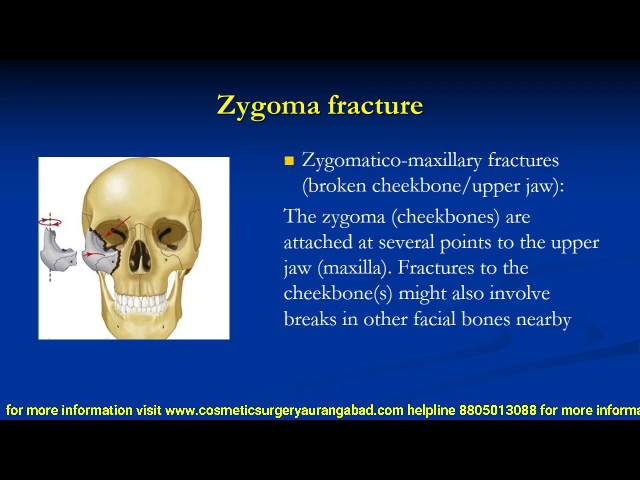 Zygoma fracture
Zygomatico-maxillary fractures
(broken cheekbone/upper jaw):
The zygoma (cheekbones) are
attached at several points to the upper
jaw (maxilla). Fractures to the
cheekbone(s) might also involve
breaks in other facial bones nearby
for more information visit www.cosmeticsurgeryaurangabad.com helpline 8805013088 for more informa